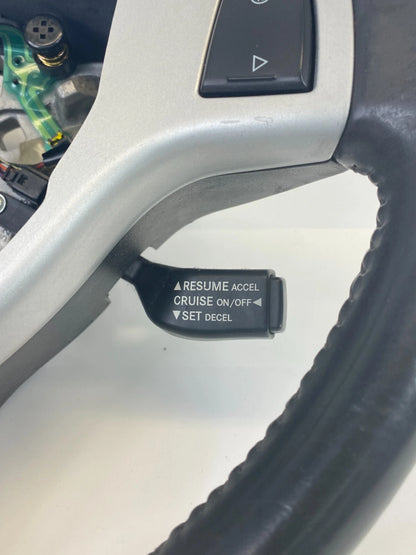 ▲RESUME ACCEL
CRUISE ON/OFF◄
▼SET DECEL